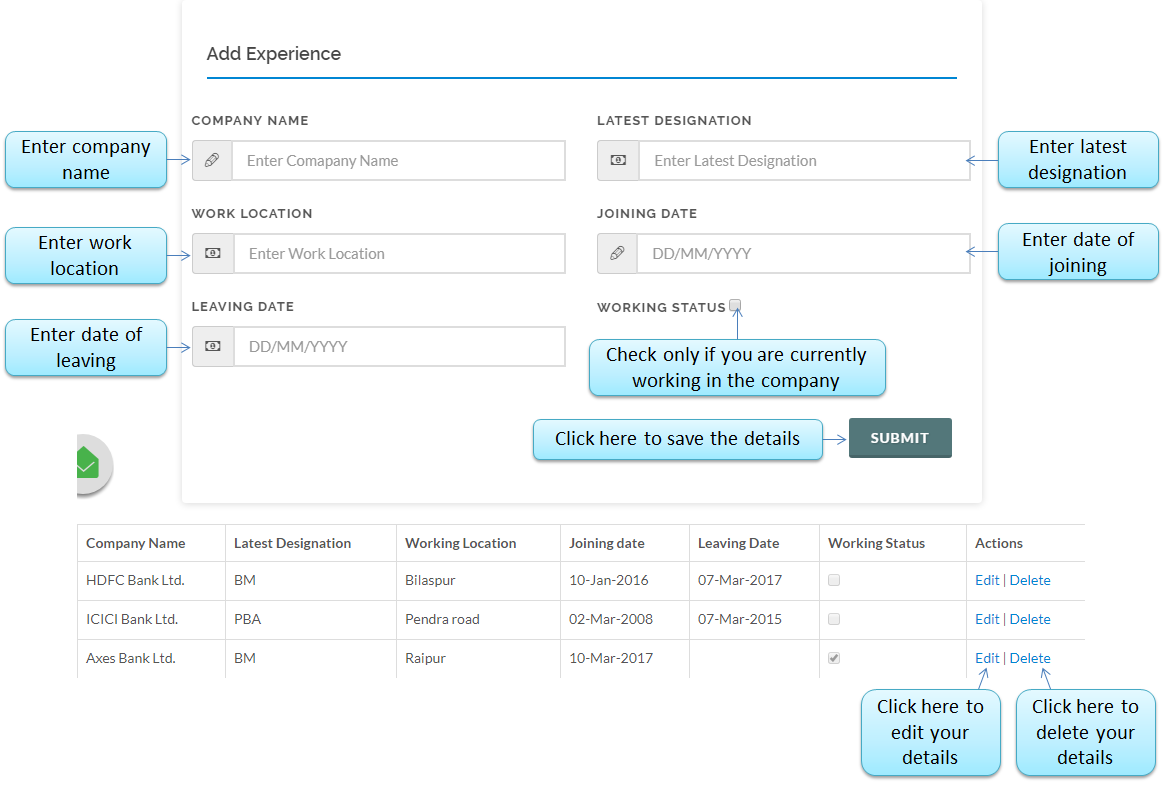 Add Experience
COMPANY NAME
LATEST DESIGNATION
Enter company
name
Enter Comapany Name
Enter Latest Designation
Enter latest
designation
WORK LOCATION
JOINING DATE
Enter work
location
Enter Work Location
DD/MM/YYYY
Enter date of
joining
LEAVING DATE
WORKING STATUS
Enter date of
leaving
DD/MM/YYYY
Check only if you are currently
working in the company
Click here to save the details
SUBMIT
Company Name Latest Designation Working Location Joining date Leaving Date Working Status Actions
HDFC Bank Ltd. BM Bilaspur 10-Jan-2016 07-Mar-2017 Edit | Delete
ICICI Bank Ltd. PBA Pendra road 02-Mar-2008 07-Mar-2015 Edit | Delete
Axes Bank Ltd. BM Raipur 10-Mar-2017 Edit | Delete
Click here to
edit your
details
Click here to
delete your
details